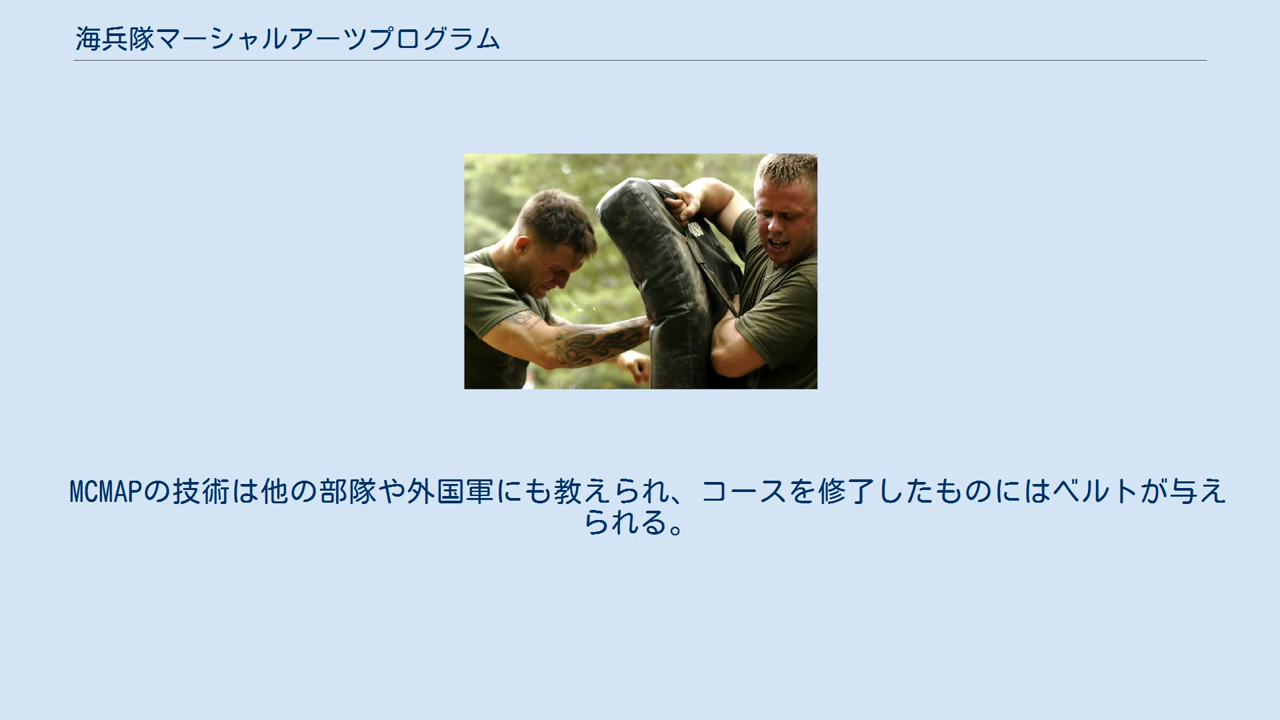 海兵隊マーシャルアーツプログラム
MCMAPの技術は他の部隊や外国軍にも教えられ、コースを修了したものにはベルトが与え
られる。